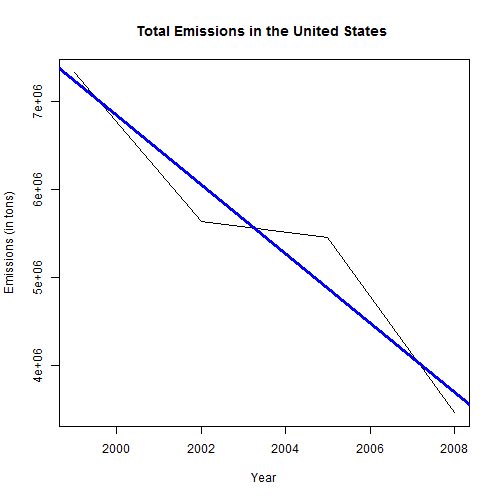 Total Emissions in the United States
Emissions (in tons)
7e+06
6e+06
5e+06
4e+06
2000 2002 2004 2006 2008
Year